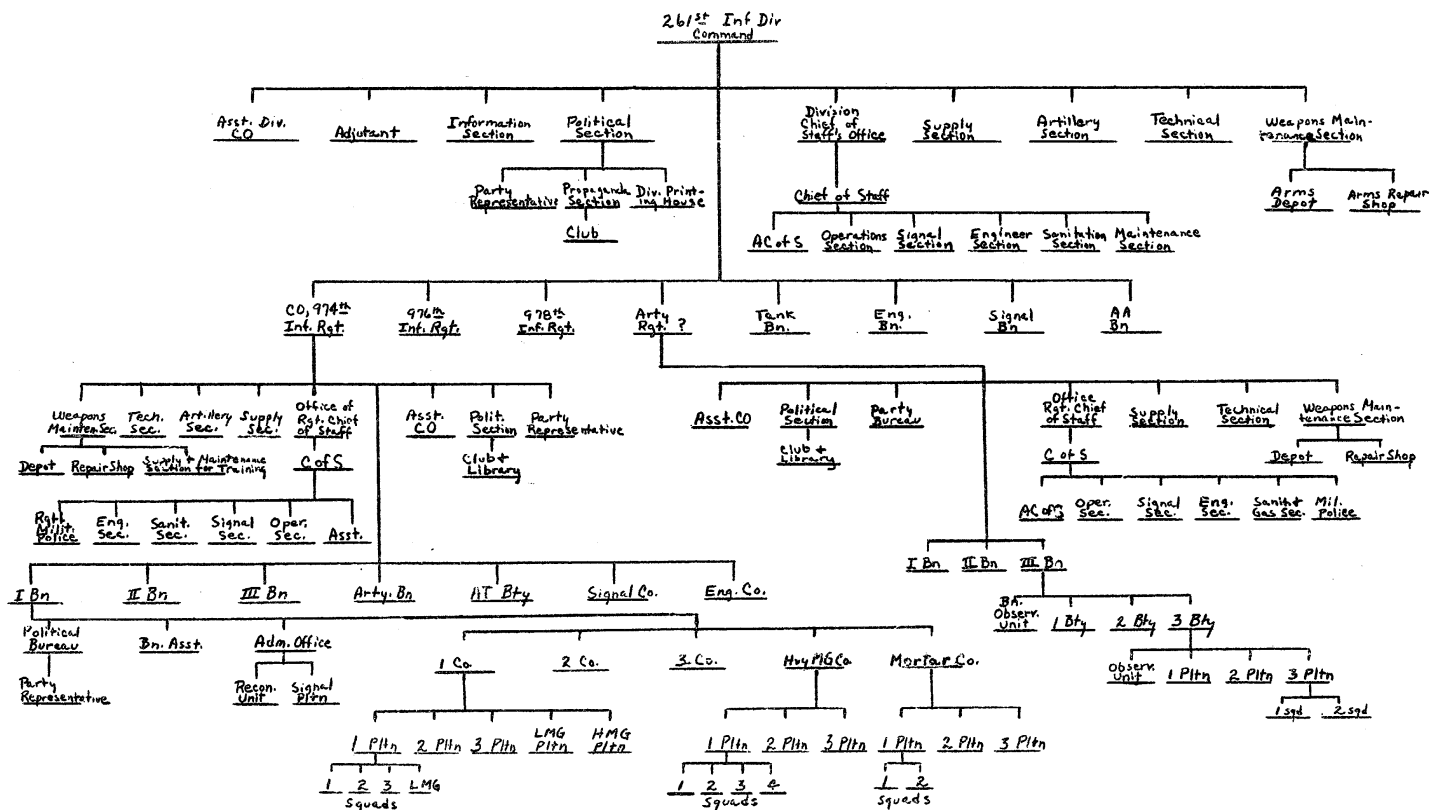 261st Inf Div
Command
Asst. Div.
CO
Adjutant
Information
Section
Political
Section
Division
Chief of
Staff's Office
Supply
Section
Artillery
Section
Technical
Section
Weapons Main-
tenance Section
Party
Representative
Propaganda
Section
Div. Print-
ing House
Club
Chief of Staff
Arms
Depot
Arms Repair
Shop
AC of S
Operations
Section
Signal
Section
Engineer
Section
Sanitation
Section
Maintenance
Section
CO, 974th
Inf. Rgt.
976th
Inf. Rgt.
978th
Inf. Rgt.
Arty
Rgt. ?
Tank
Bn.
Eng.
Bn.
Signal
Bn
AA
Bn
Weapons
Mainten. Sec.
Tech.
Sec.
Artillery
Sec.
Supply
Sec.
Office of
Rgt. Chief
of Staff
Asst.
CO
Polit.
Section
Party
Representative
Asst. CO
Political
Section
Party
Bureau
Office
Rgt. Chief
of Staff
Supply
Section
Technical
Section
Weapons Main-
tenance Section
Depot
Repair Shop
Supply + Maintenance
Section for Training
C of S
Club +
Library
Club +
Library
C of S
Depot
Repair Shop
Rgtl.
Milit.
Police
Eng.
Sec.
Sanit.
Sec.
Signal
Sec.
Oper.
Sec.
Asst.
AC of S
Oper.
Sec.
Signal
Sec.
Eng.
Sec.
Sanit +
Gas Sec.
Mil.
Police
I Bn
II Bn
III Bn
I Bn
II Bn
III Bn
Arty. Bn
AT Bty
Signal Co.
Eng. Co.
Bn.
Observ.
Unit
1 Bty
2 Bty
3 Bty
Political
Bureau
Bn. Asst.
Adm. Office
1 Co.
2 Co.
3. Co.
Hvy MG Co
Mortar Co.
Observ.
Unit
1 Pltn
2 Pltn
3 Pltn
Party
Representative
Recon.
Unit
Signal
Pltn
1 sqd
2 sqd
1 Pltn
2 Pltn
3 Pltn
LMG
Pltn
HMG
Pltn
1 Pltn
2 Pltn
3 Pltn
1 Pltn
2 Pltn
3 Pltn
1 2 3 LMG
Squads
1 2 3 4
Squads
1 2
Squads